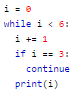 i = 0
while i < 6:
  i += 1
  if i == 3:
    continue
  print(i)